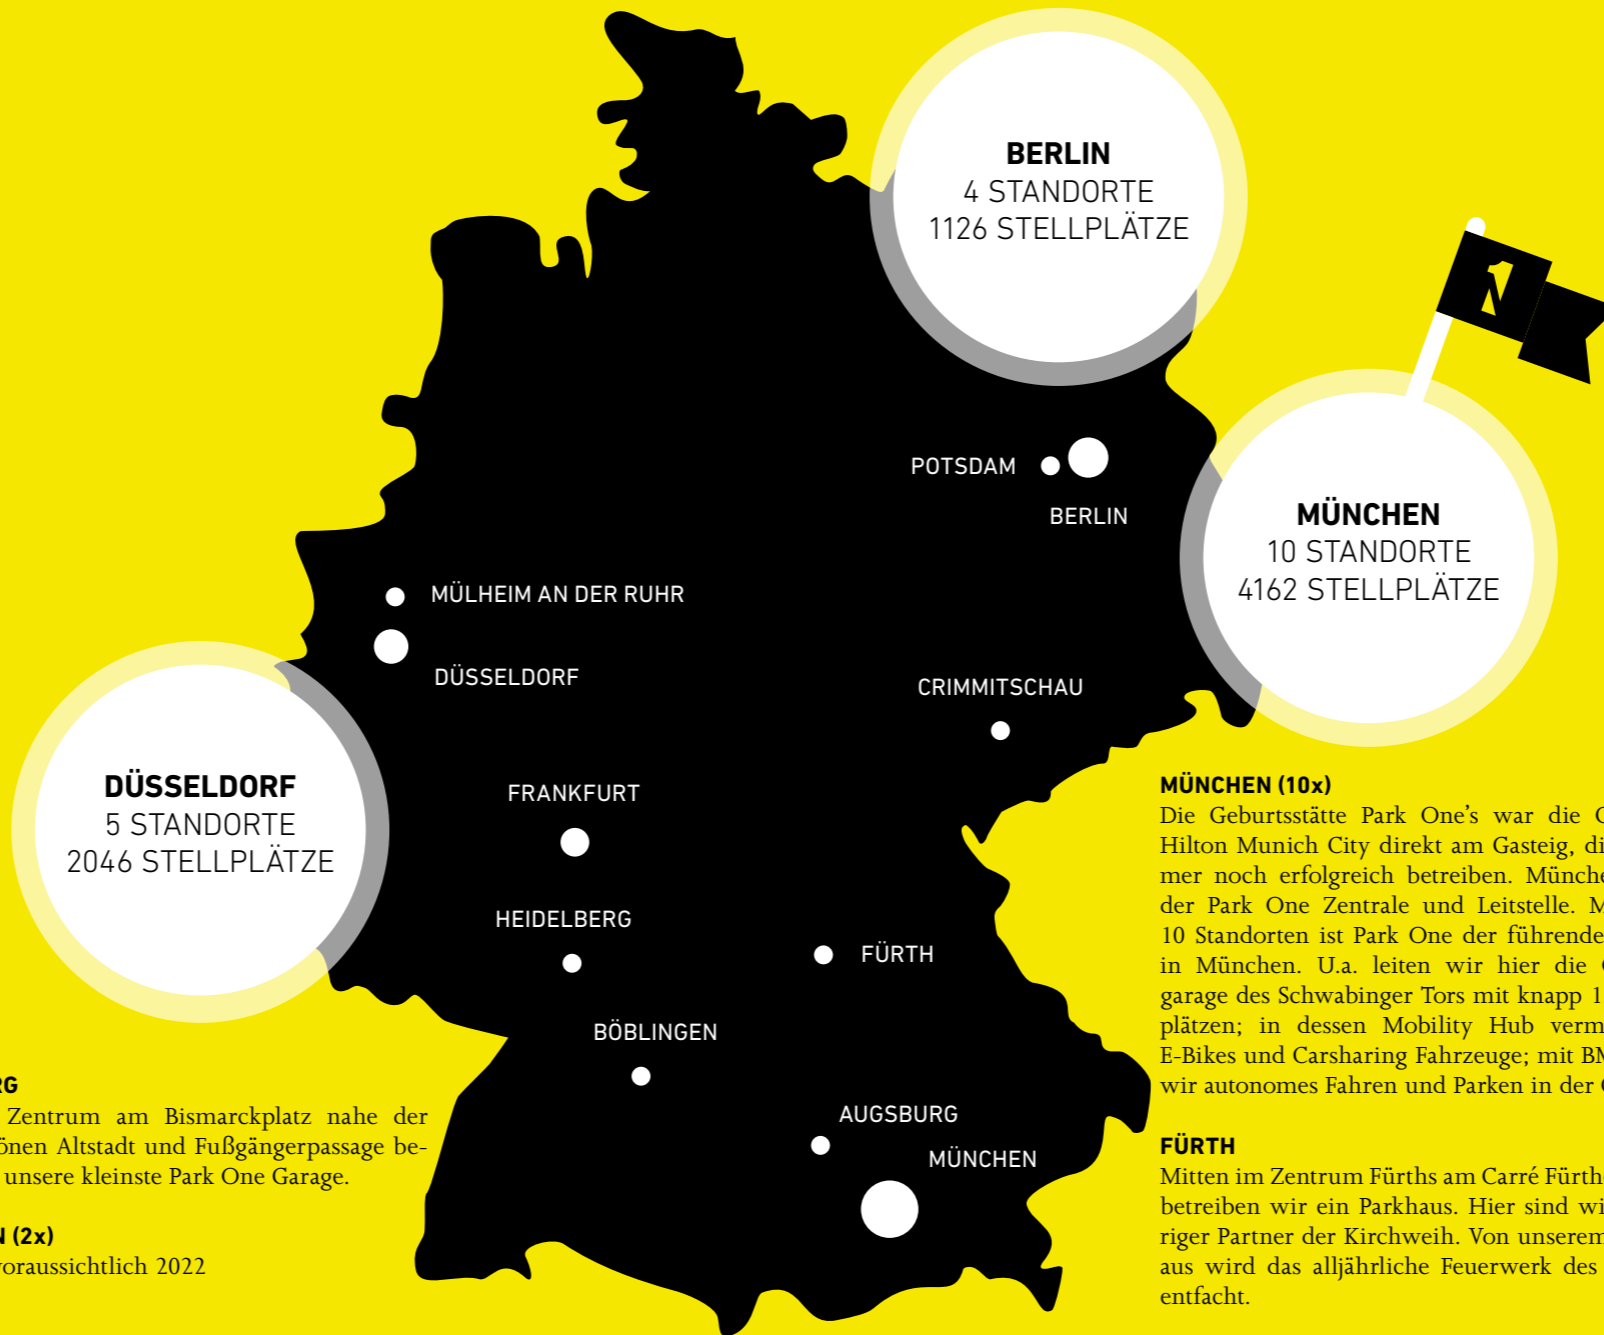 BERLIN
4 STANDORTE
1126 STELLPLÄTZE
1
MÜNCHEN
10 STANDORTE
4162 STELLPLÄTZE
POTSDAM
BERLIN
MÜLHEIM AN DER RUHR
DÜSSELDORF
CRIMMITSCHAU
DÜSSELDORF
5 STANDORTE
2046 STELLPLÄTZE
FRANKFURT
HEIDELBERG
FÜRTH
BÖBLINGEN
AUGSBURG
MÜNCHEN
RG
Zentrum am Bismarckplatz nahe der
önen Altstadt und Fußgängerpassage be-
unsere kleinste Park One Garage.
N (2x)
voraussichtlich 2022
MÜNCHEN (10x)
Die Geburtsstätte Park One's war die
Hilton Munich City direkt am Gasteig, di
mer noch erfolgreich betreiben. Münche
der Park One Zentrale und Leitstelle. M
10 Standorten ist Park One der führende
in München. U.a. leiten wir hier die
garage des Schwabinger Tors mit knapp 1
plätzen; in dessen Mobility Hub verm
E-Bikes und Carsharing Fahrzeuge; mit BM
wir autonomes Fahren und Parken in der
FÜRTH
Mitten im Zentrum Fürths am Carré Fürth
betreiben wir ein Parkhaus. Hier sind wi
riger Partner der Kirchweih. Von unserem
aus wird das alljährliche Feuerwerk des
entfacht.